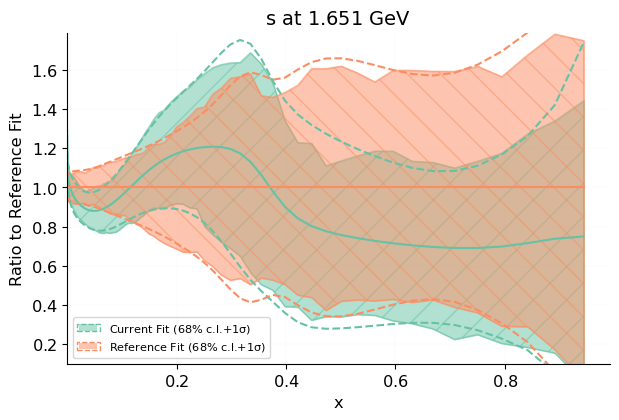 s at 1.651 GeV
Ratio to Reference Fit
1.6
1.4
1.2
1.0
0.8
0.6
0.4
0.2
Current Fit (68% c.l.+1σ)
Reference Fit (68% c.l.+1σ)
0.2 0.4 0.6 0.8
x